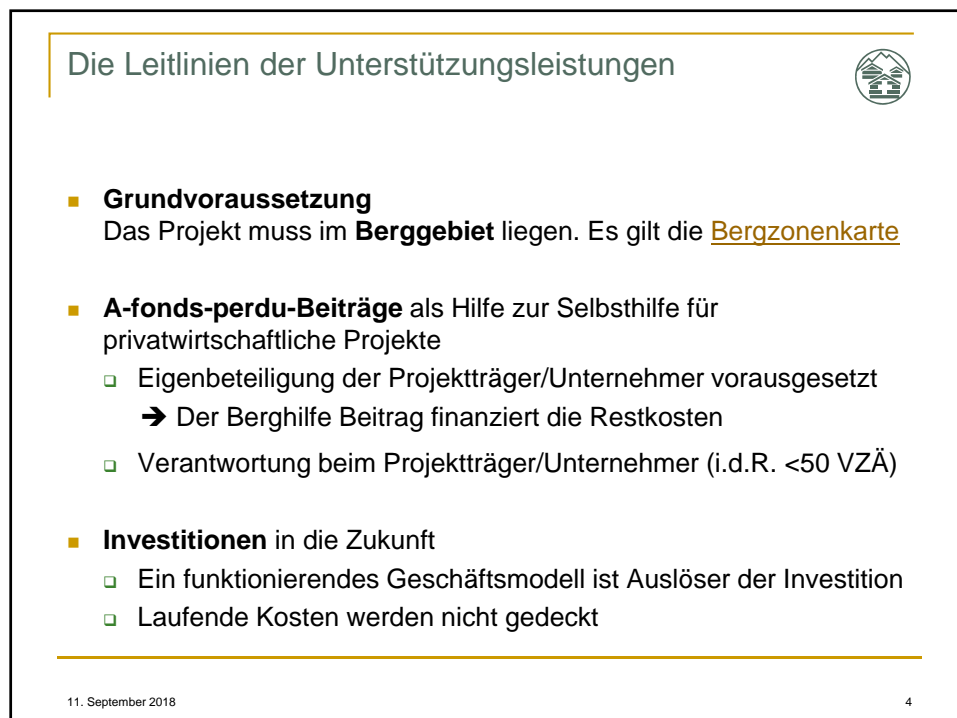 Die Leitlinien der Unterstützungsleistungen
Grundvoraussetzung
Das Projekt muss im Berggebiet liegen. Es gilt die Bergzonenkarte
A-fonds-perdu-Beiträge als Hilfe zur Selbsthilfe für
privatwirtschaftliche Projekte
Eigenbeteiligung der Projektträger/Unternehmer vorausgesetzt
➔ Der Berghilfe Beitrag finanziert die Restkosten
Verantwortung beim Projektträger/Unternehmer (i.d.R. <50 VZÄ)
Investitionen in die Zukunft
Ein funktionierendes Geschäftsmodell ist Auslöser der Investition
Laufende Kosten werden nicht gedeckt
11. September 2018 4